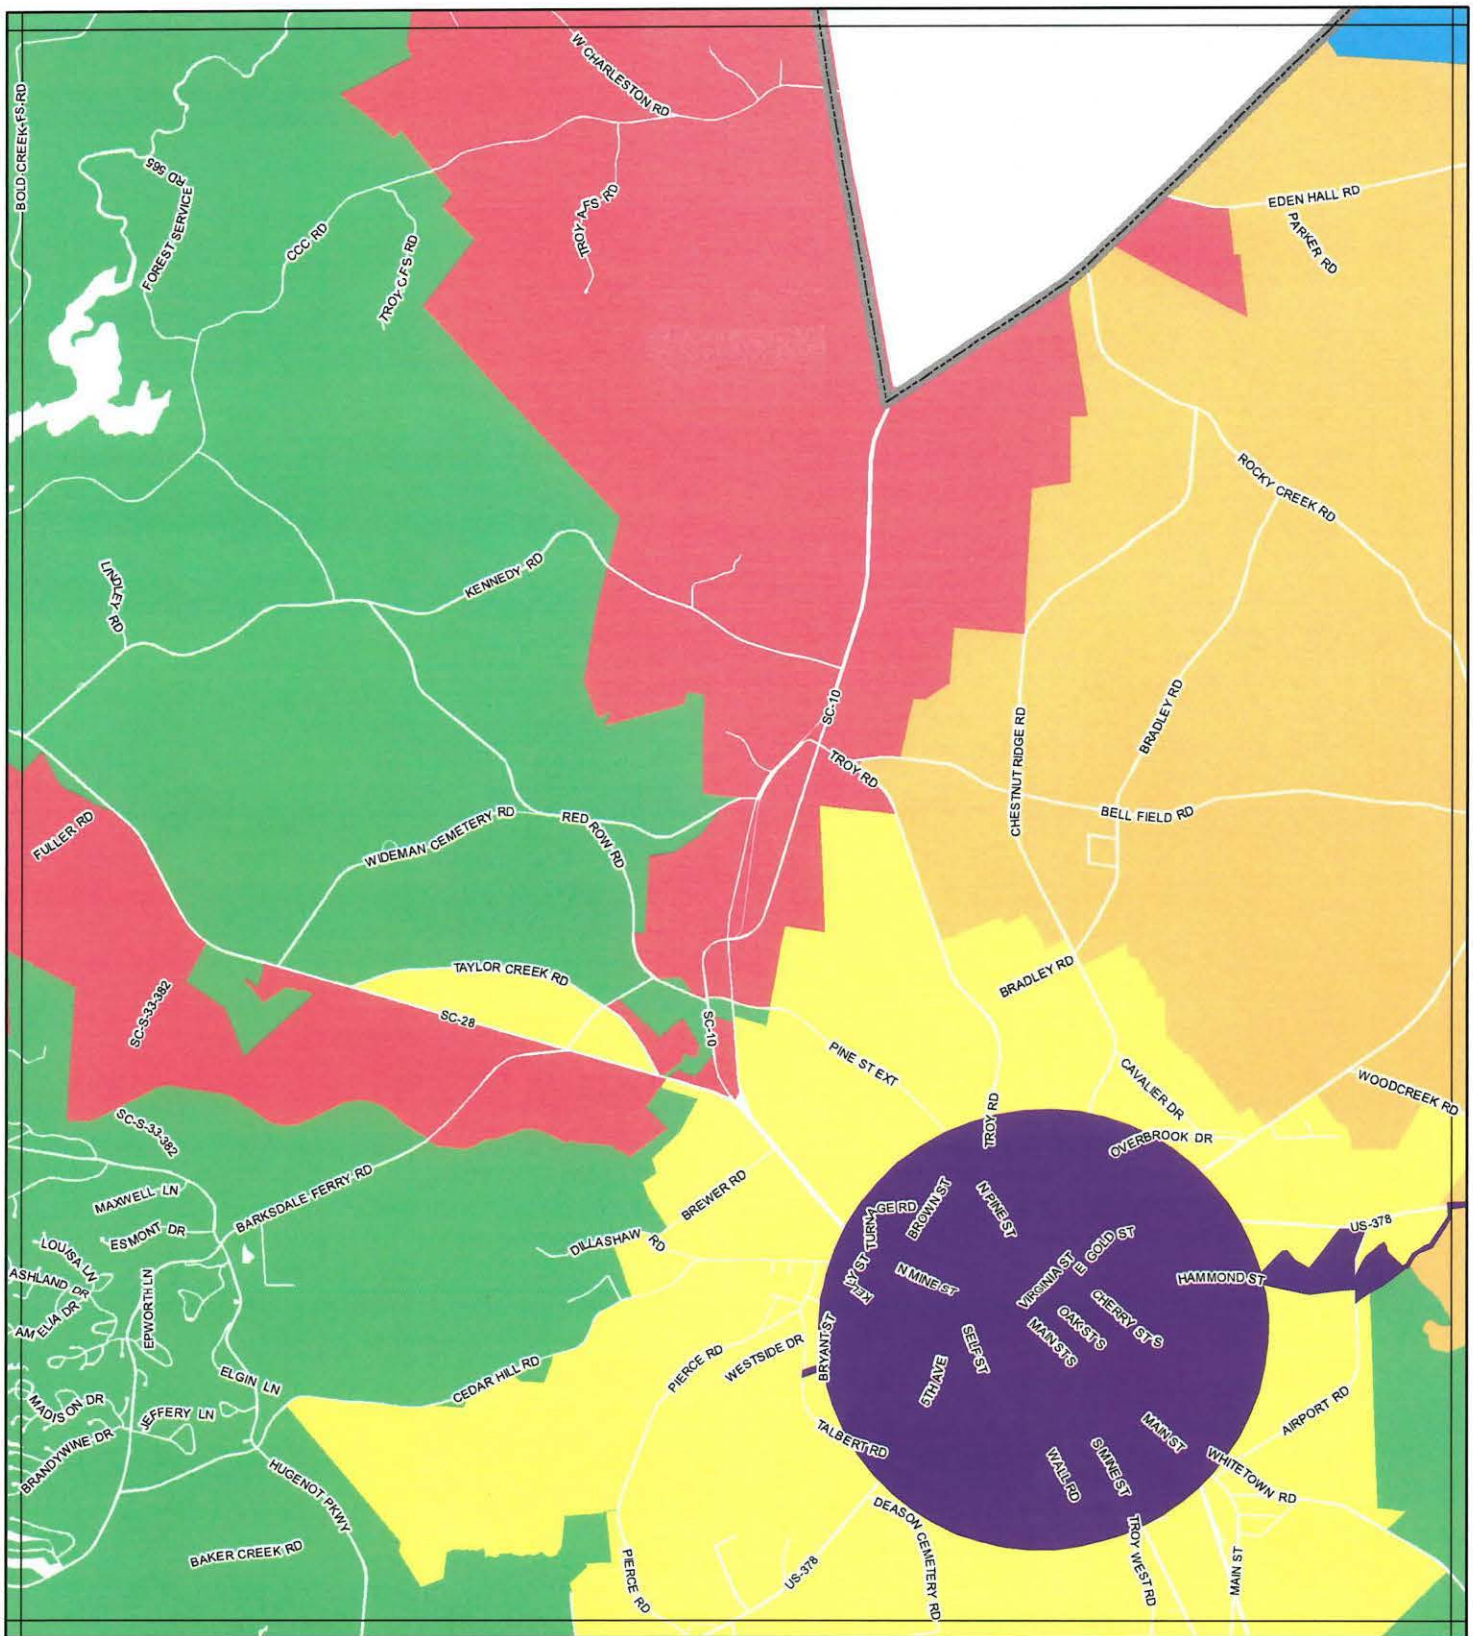 W CHARLESTON RD
BOLD CREEK-FS-RD
FOREST SERVICE
RD 565
CCC RD
TROY C FS RD
TROY A FS RD
EDEN HALL RD
PARKER RD
ROCKY CREEK RD
KENNEDY RD
LINDLEY RD
SC-10
TROY RD
CHESTNUT RIDGE RD
BRADLEY RD
BELL FIELD RD
FULLER RD
WIDEMAN CEMETERY RD
RED ROW RD
TAYLOR CREEK RD
BRADLEY RD
SC-S-33-382
SC-28
SC-10
PINE ST EXT
CAVALIER DR
WOODCREEK RD
TROY RD
SC-S-33-382
OVERBROOK DR
MAXWELL LN
BARKSDALE FERRY RD
BREWER RD
TURNAGE RD
BROWN ST
N PINE ST
US-378
ESMONT DR
LOUISA LN
DILLASHAW RD
KELLY ST
N MINE ST
VIRGINIA ST
E GOLD ST
HAMMOND ST
ASHLAND DR
EPWORTH LN
AMELIA DR
CHERRY ST S
OAK ST S
MAIN ST S
BRYANT ST
SELF ST
PIERCE RD
WESTSIDE DR
5TH AVE
CEDAR HILL RD
ELGIN LN
MADISON DR
JEFFERY LN
BRANDYWINE DR
TALBERT RD
MAIN ST
AIRPORT RD
WHITETOWN RD
HUGENOT PKWY
WALL RD
S MINE ST
DEASON CEMETERY RD
BAKER CREEK RD
PIERCE RD
US-378
TROY WEST RD
MAIN ST